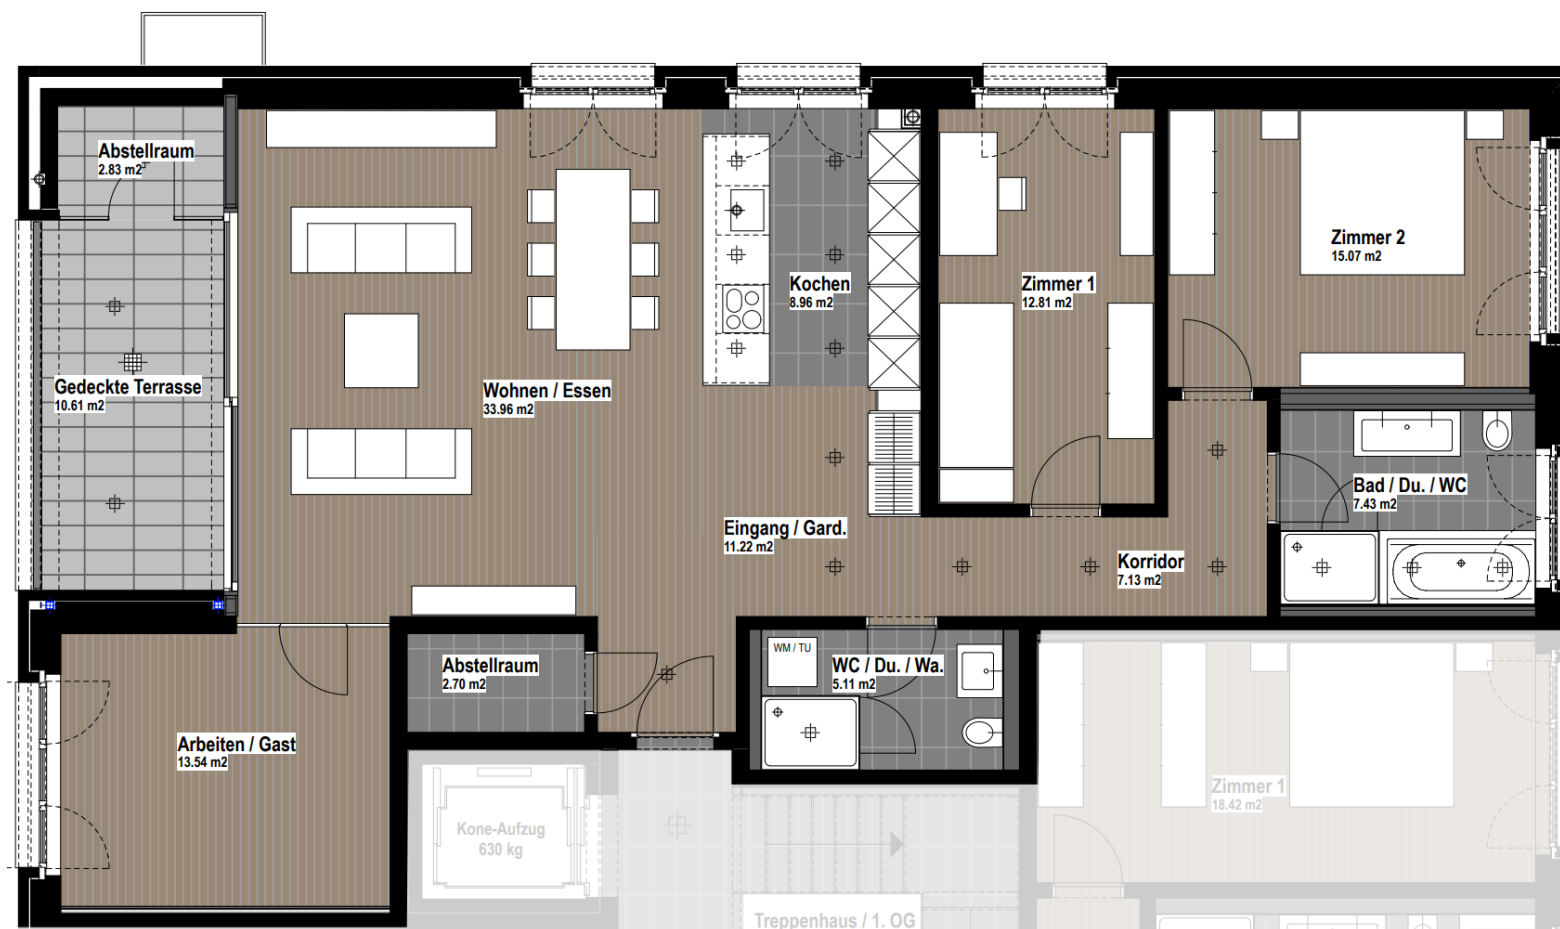 Abstellraum
2.83 m2
Gedeckte Terrasse
10.61 m2
Wohnen / Essen
33.96 m2
Kochen
8.96 m2
Zimmer 1
12.81 m2
Zimmer 2
15.07 m2
Eingang / Gard.
11.22 m2
Korridor
7.13 m2
Bad / Du. / WC
7.43 m2
Abstellraum
2.70 m2
WM / TU
WC / Du. / Wa.
5.11 m2
Arbeiten / Gast
13.54 m2
Kone-Aufzug
630 kg
Zimmer 1
18.42 m2
Treppenhaus / 1. OG